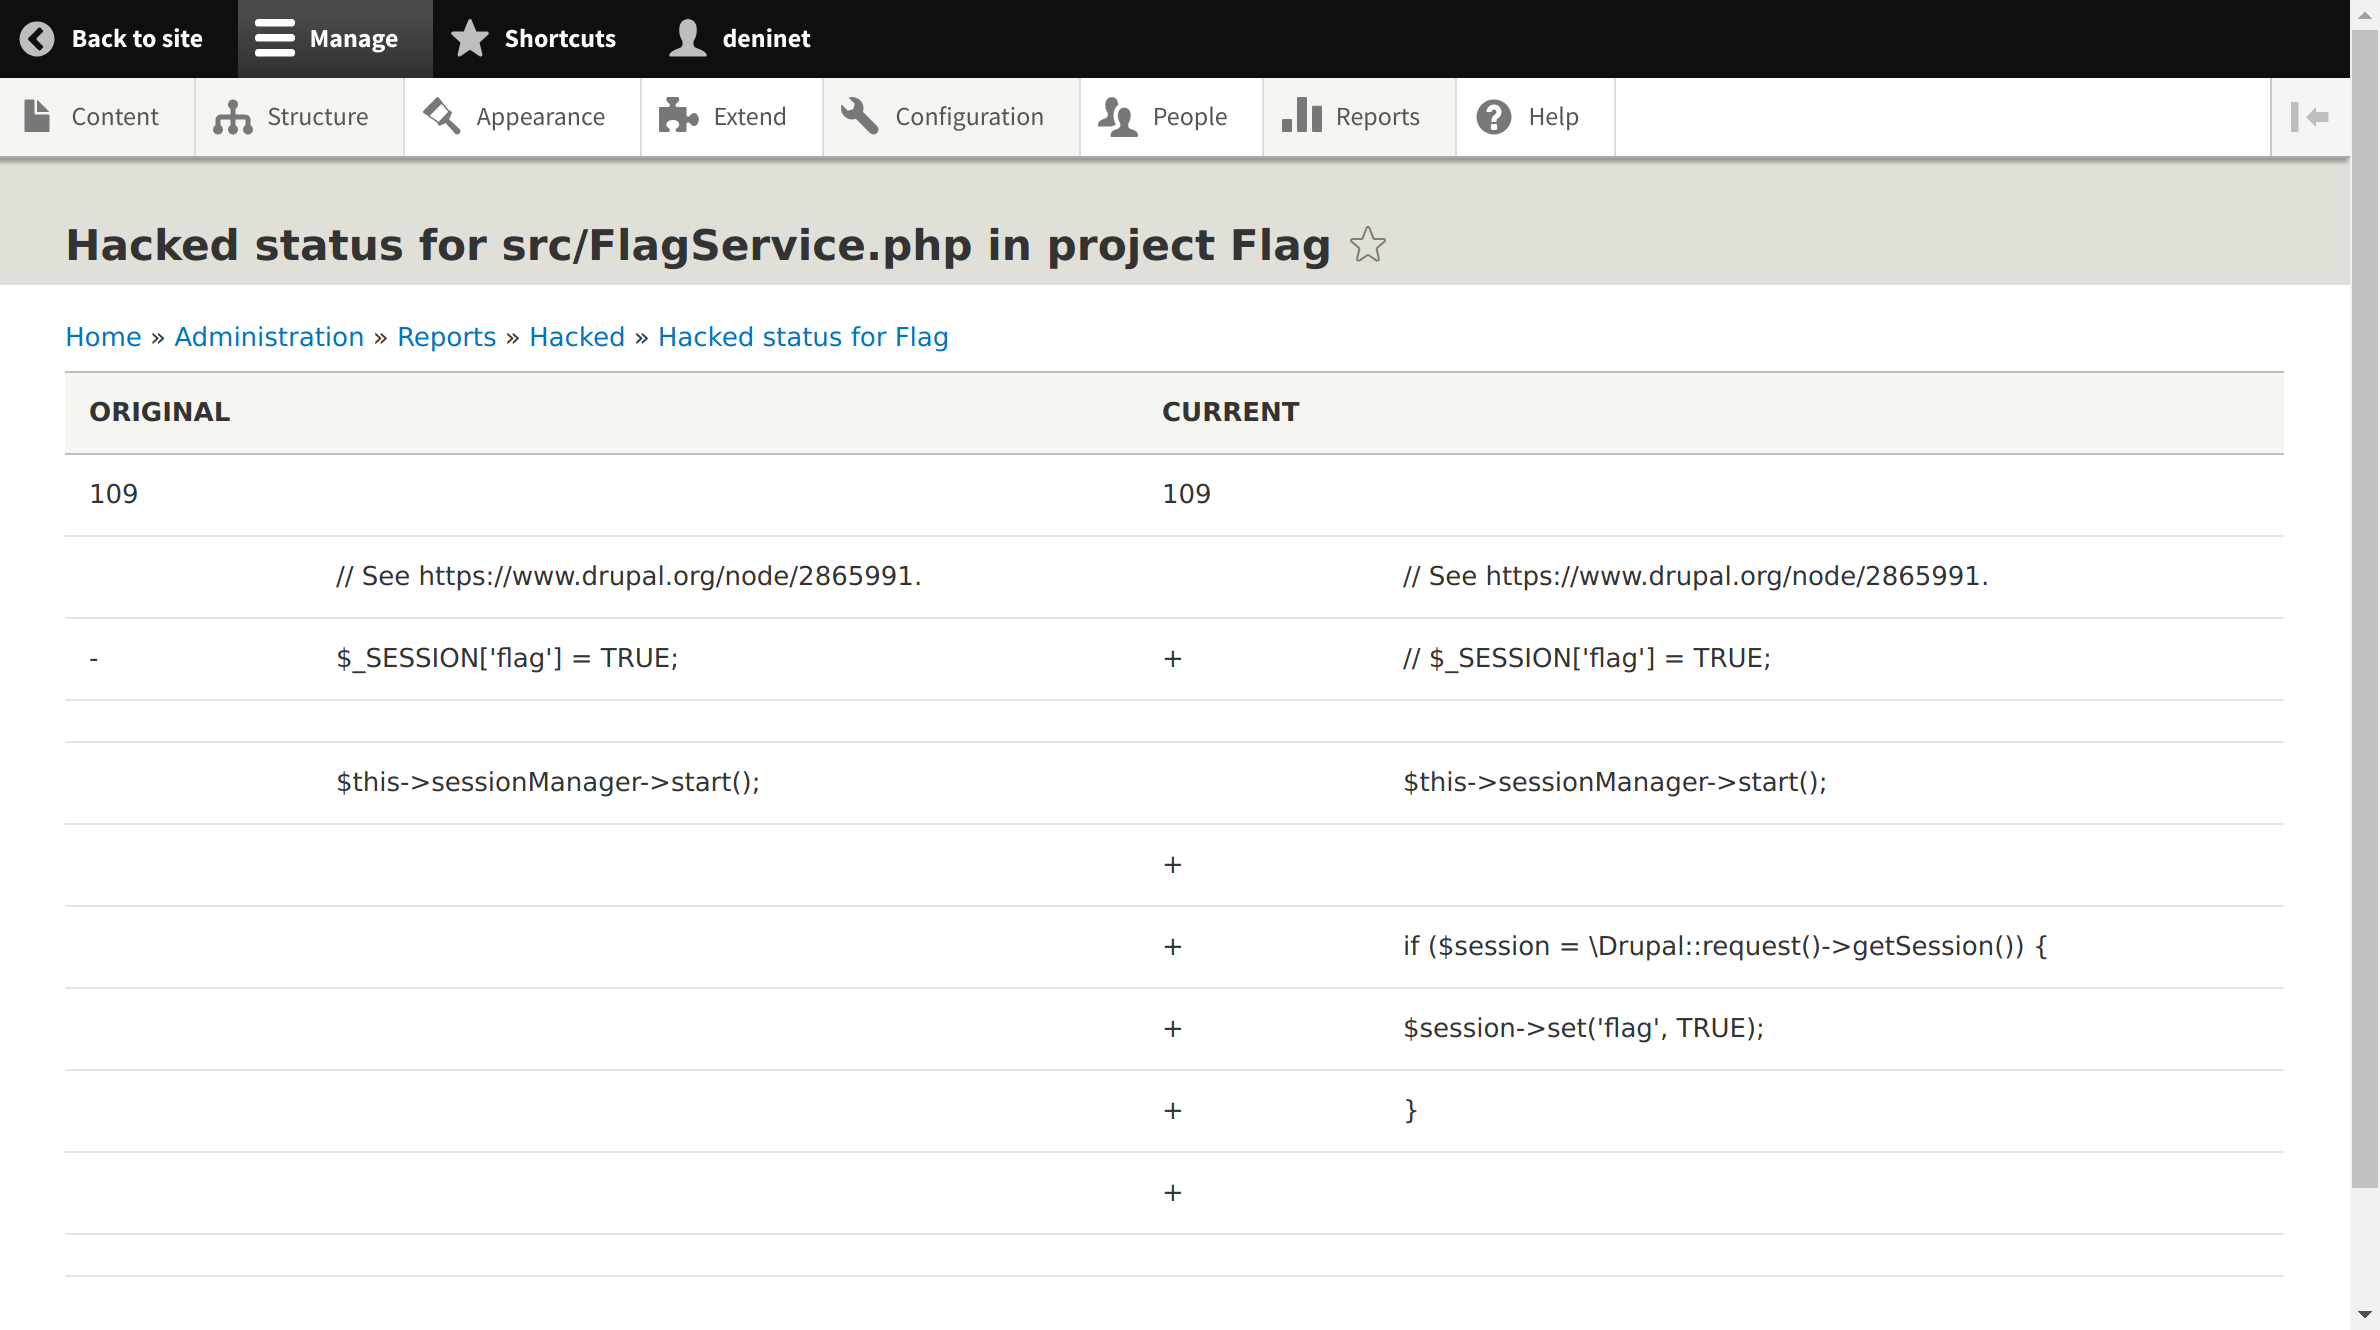 Back to site Manage Shortcuts deninet
Content Structure Appearance Extend Configuration People Reports Help
Hacked status for src/FlagService.php in project Flag
Home » Administration » Reports » Hacked » Hacked status for Flag
ORIGINAL CURRENT
109 109
// See https://www.drupal.org/node/2865991. // See https://www.drupal.org/node/2865991.
- $_SESSION['flag'] = TRUE; + // $_SESSION['flag'] = TRUE;
$this->sessionManager->start(); $this->sessionManager->start();
+
+ if ($session = \Drupal::request()->getSession()) {
+ $session->set('flag', TRUE);
+ }
+